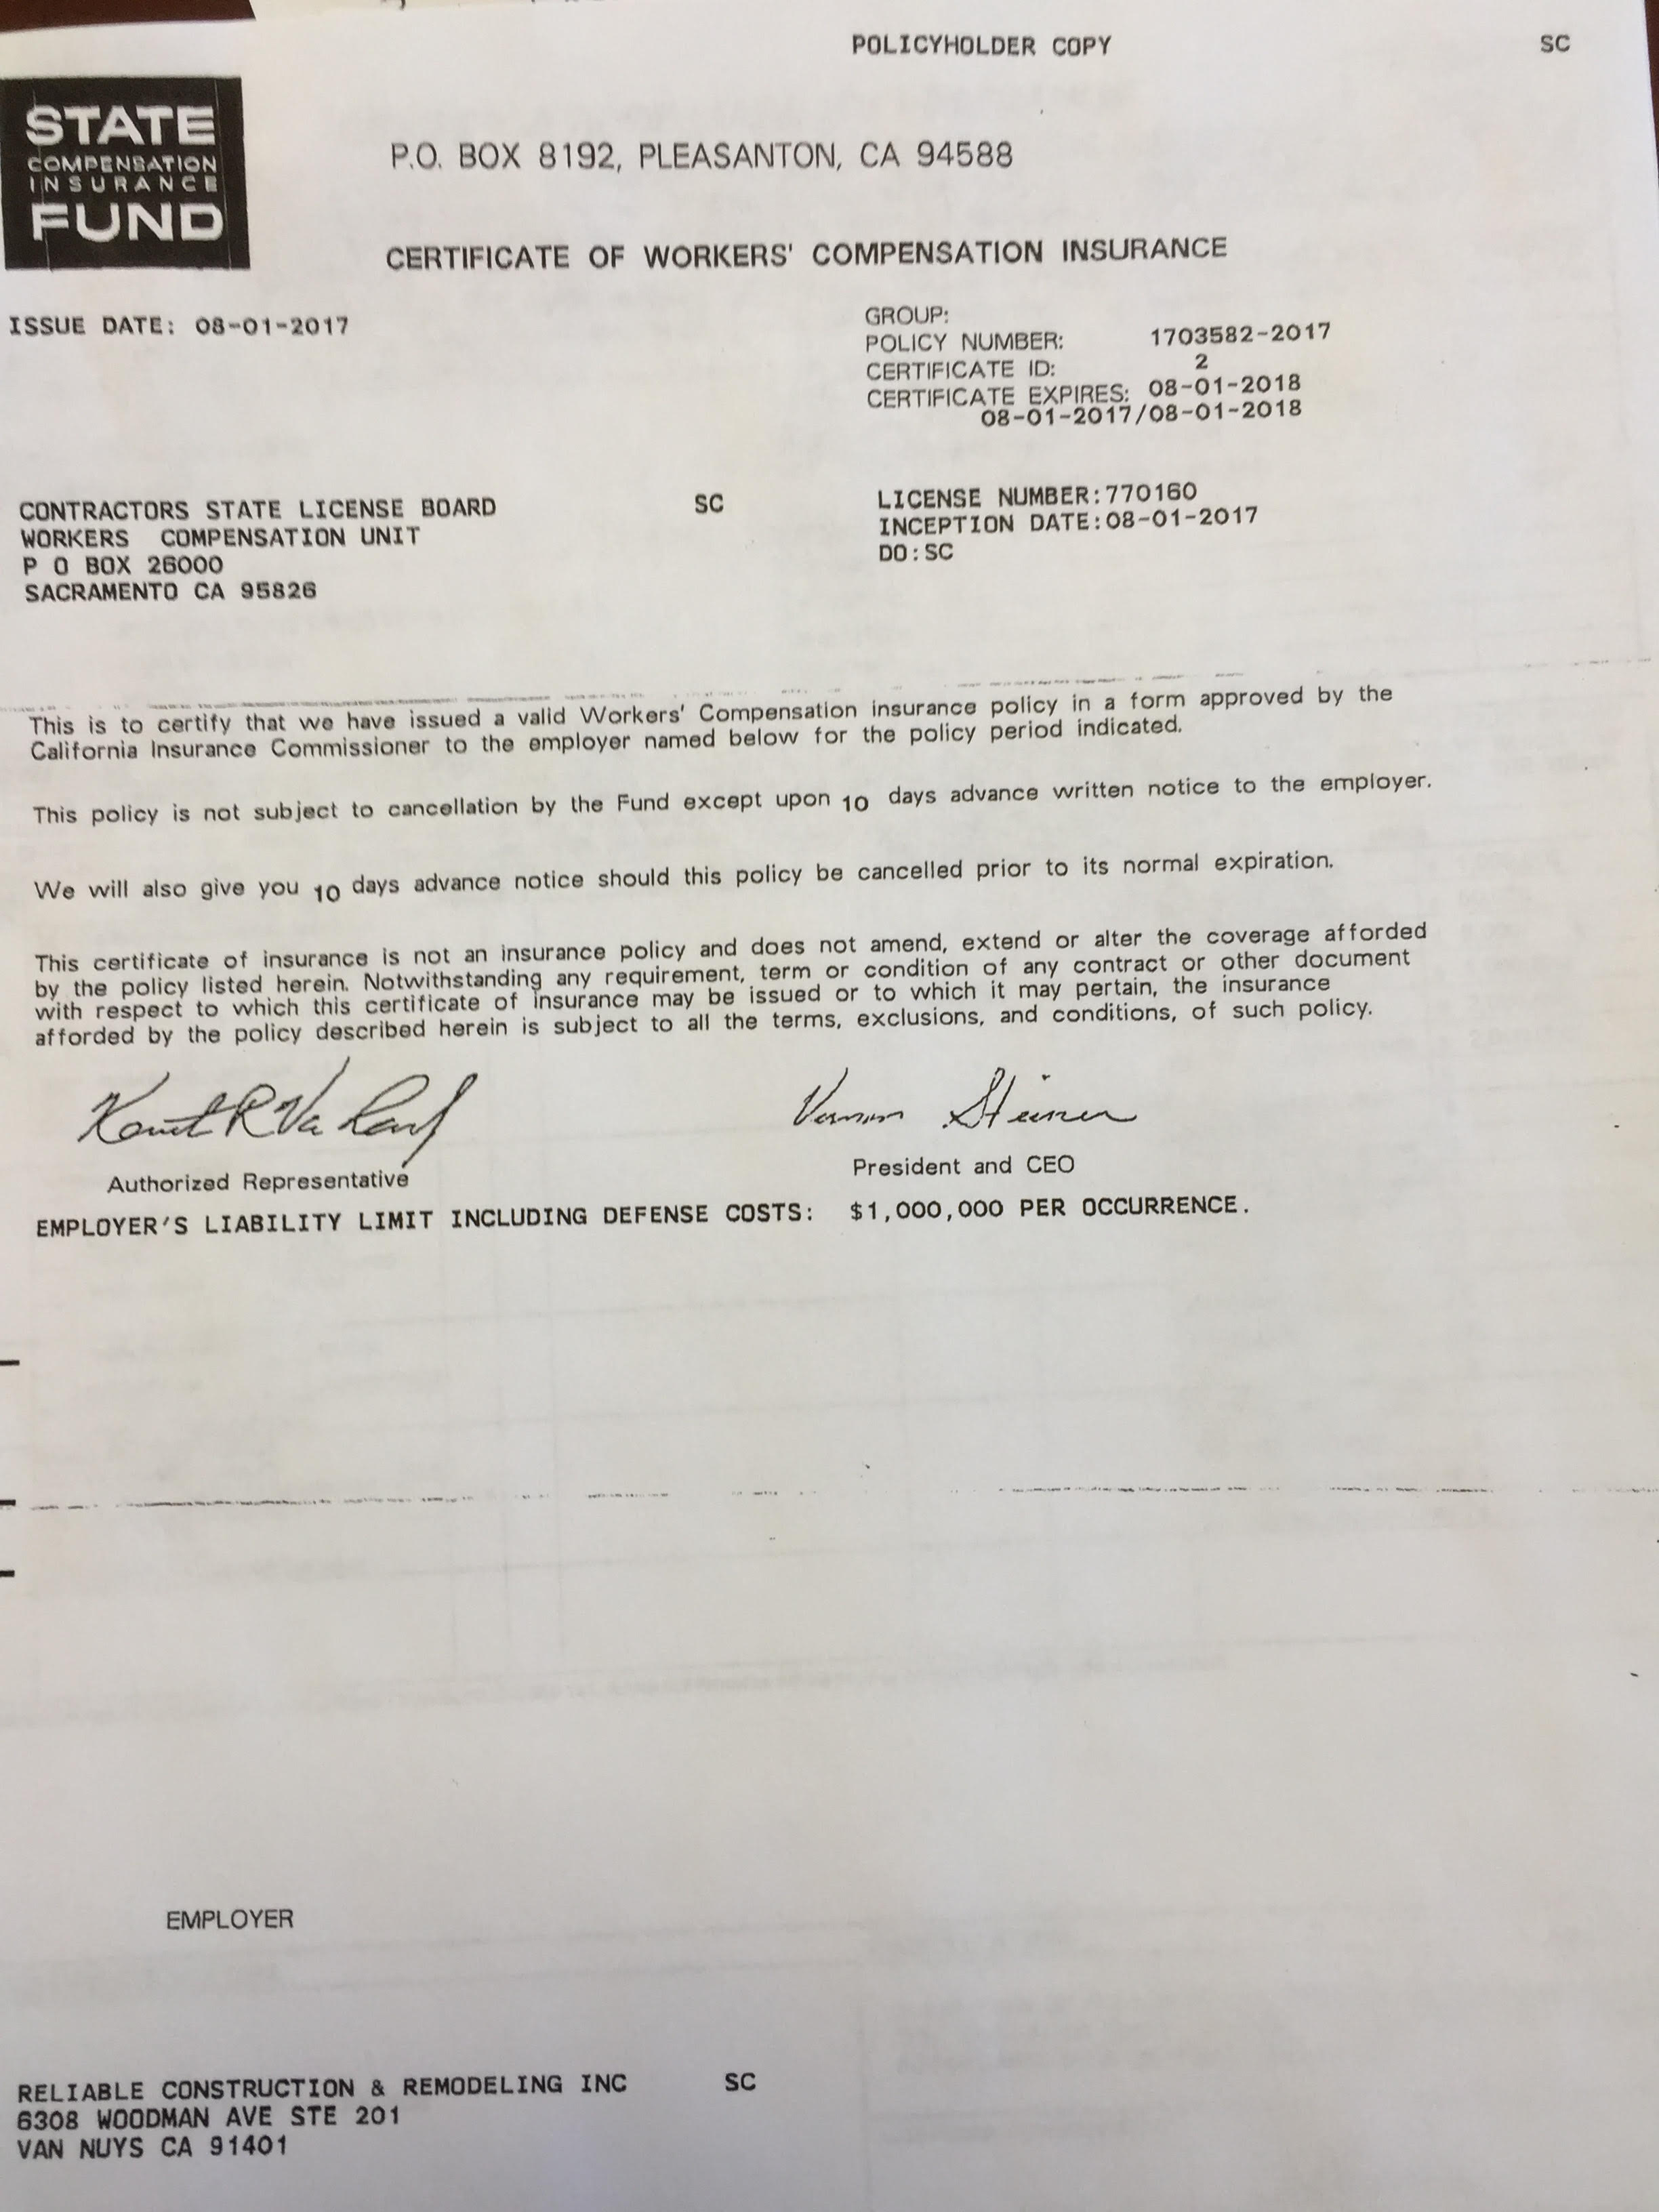 POLICYHOLDER COPY SC
STATE
COMPENSATION
INSURANCE
FUND
P.O. BOX 8192, PLEASANTON, CA 94588
CERTIFICATE OF WORKERS' COMPENSATION INSURANCE
ISSUE DATE: 08-01-2017
GROUP:
POLICY NUMBER: 1703582-2017
CERTIFICATE ID: 2
CERTIFICATE EXPIRES: 08-01-2018
08-01-2017/08-01-2018
CONTRACTORS STATE LICENSE BOARD SC
WORKERS COMPENSATION UNIT
P O BOX 26000
SACRAMENTO CA 95826
LICENSE NUMBER:770160
INCEPTION DATE:08-01-2017
DO:SC
This is to certify that we have issued a valid Workers' Compensation insurance policy in a form approved by the
California Insurance Commissioner to the employer named below for the policy period indicated.
This policy is not subject to cancellation by the Fund except upon 10 days advance written notice to the employer.
We will also give you 10 days advance notice should this policy be cancelled prior to its normal expiration.
This certificate of insurance is not an insurance policy and does not amend, extend or alter the coverage afforded
by the policy listed herein. Notwithstanding any requirement, term or condition of any contract or other document
with respect to which this certificate of insurance may be issued or to which it may pertain, the insurance
afforded by the policy described herein is subject to all the terms, exclusions, and conditions, of such policy.
Vernon Steiner
Authorized Representative
President and CEO
EMPLOYER'S LIABILITY LIMIT INCLUDING DEFENSE COSTS: $1,000,000 PER OCCURRENCE.
EMPLOYER
RELIABLE CONSTRUCTION & REMODELING INC SC
6308 WOODMAN AVE STE 201
VAN NUYS CA 91401